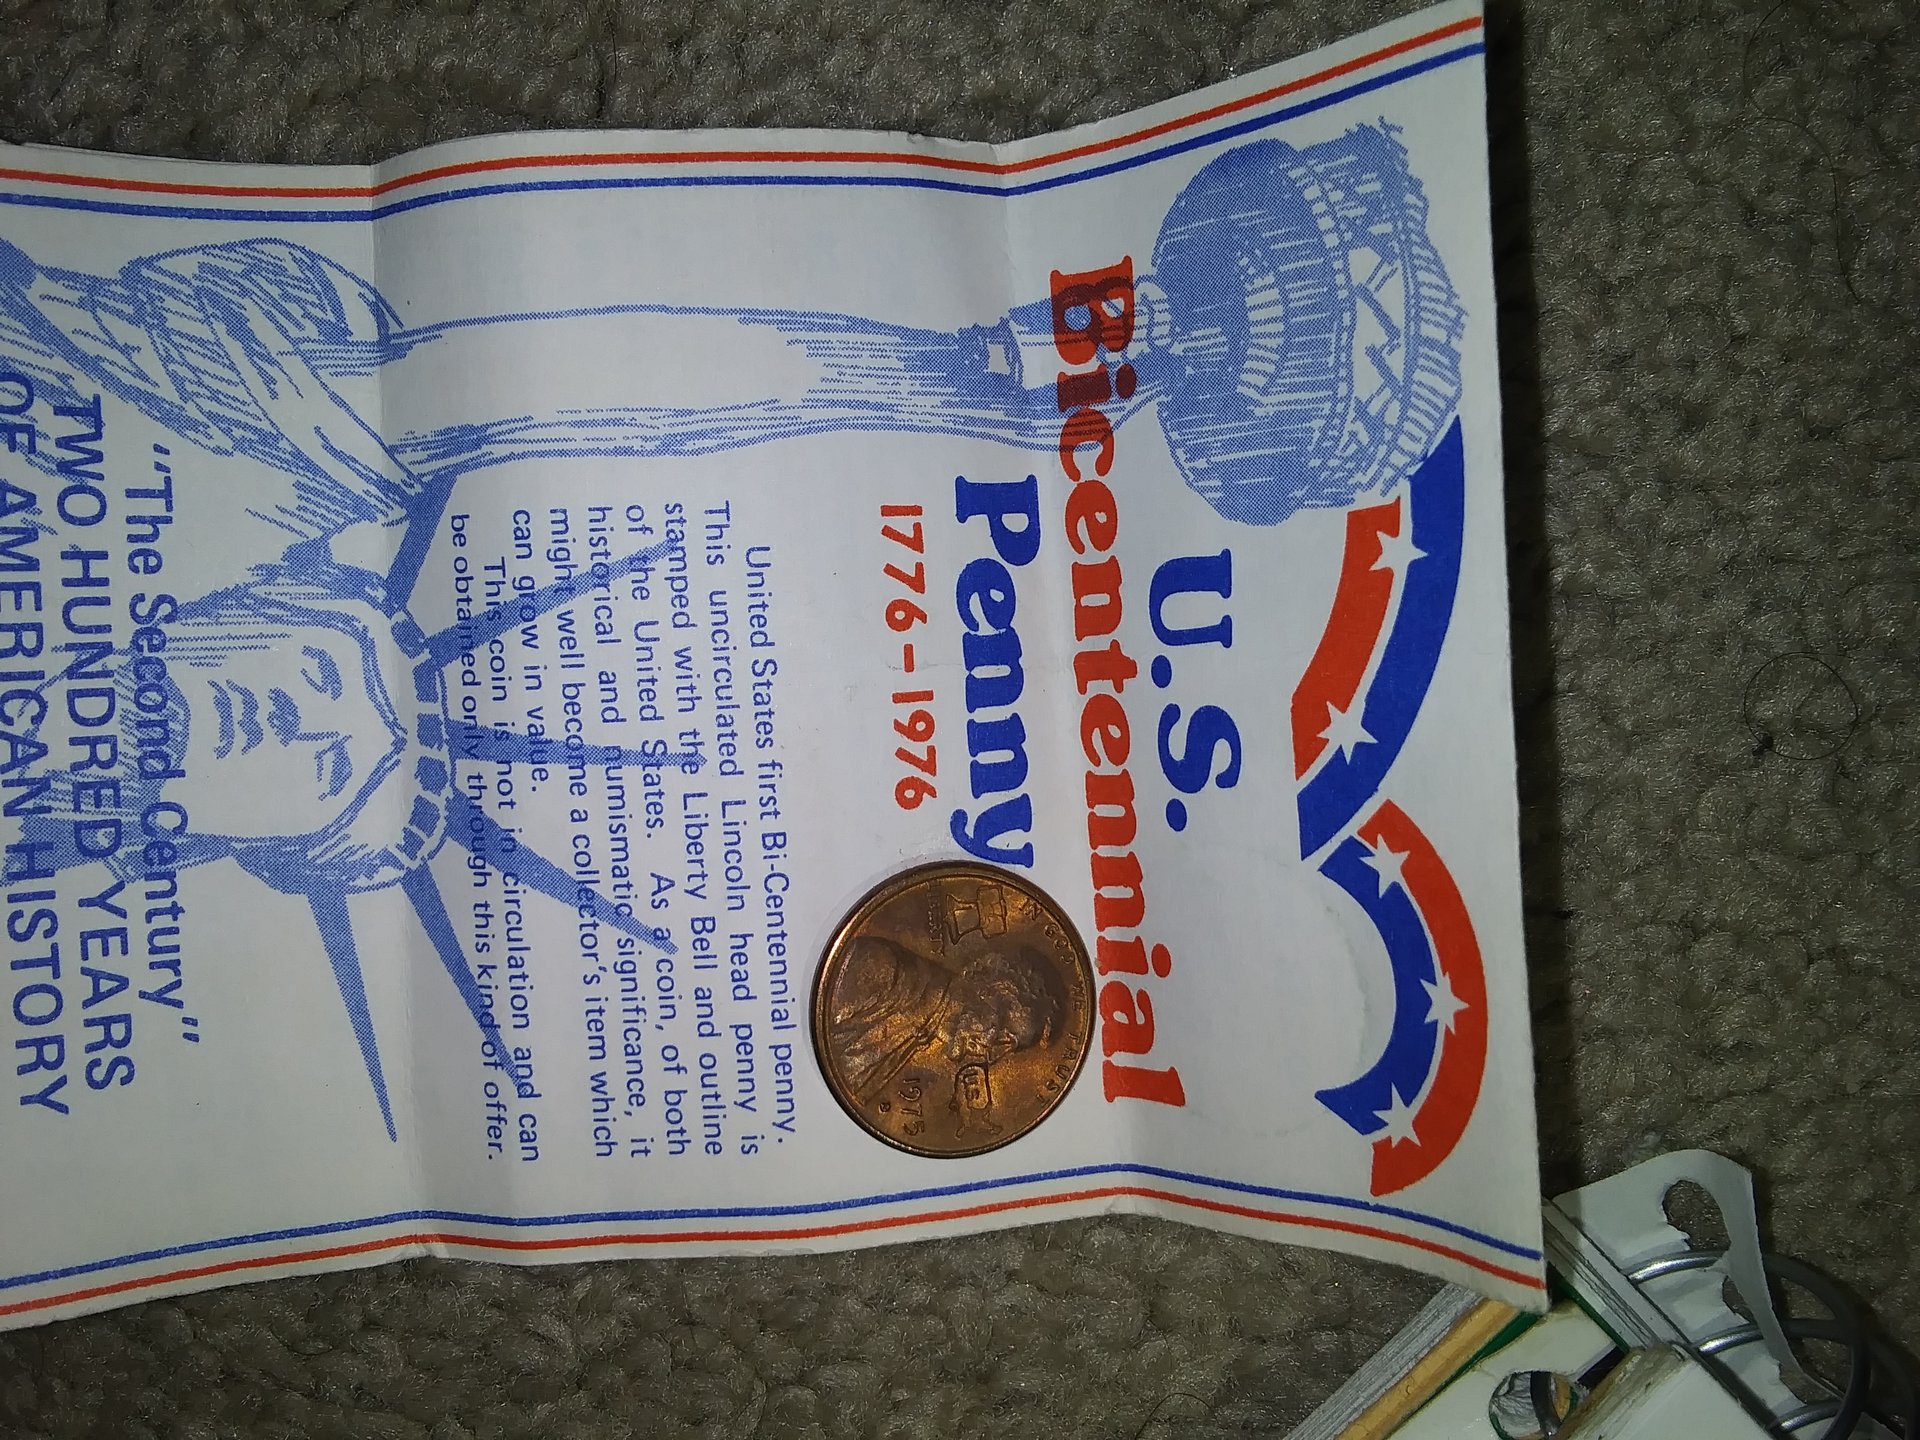 U.S.
Bicentennial
Penny
1776-1976
United States first Bi-Centennial penny.
This uncirculated Lincoln head penny is
stamped with the Liberty Bell and outline
of the United States. As a coin, of both
historical and numismatic significance, it
might well become a collector's item which
can grow in value.
This coin is not in circulation and can
be obtained only through this kind of offer.
"The Second Century"
TWO HUNDRED YEARS
OF AMERICAN HISTORY
IN GOD WE TRUST
LIBERTY
U.S.
1975
D